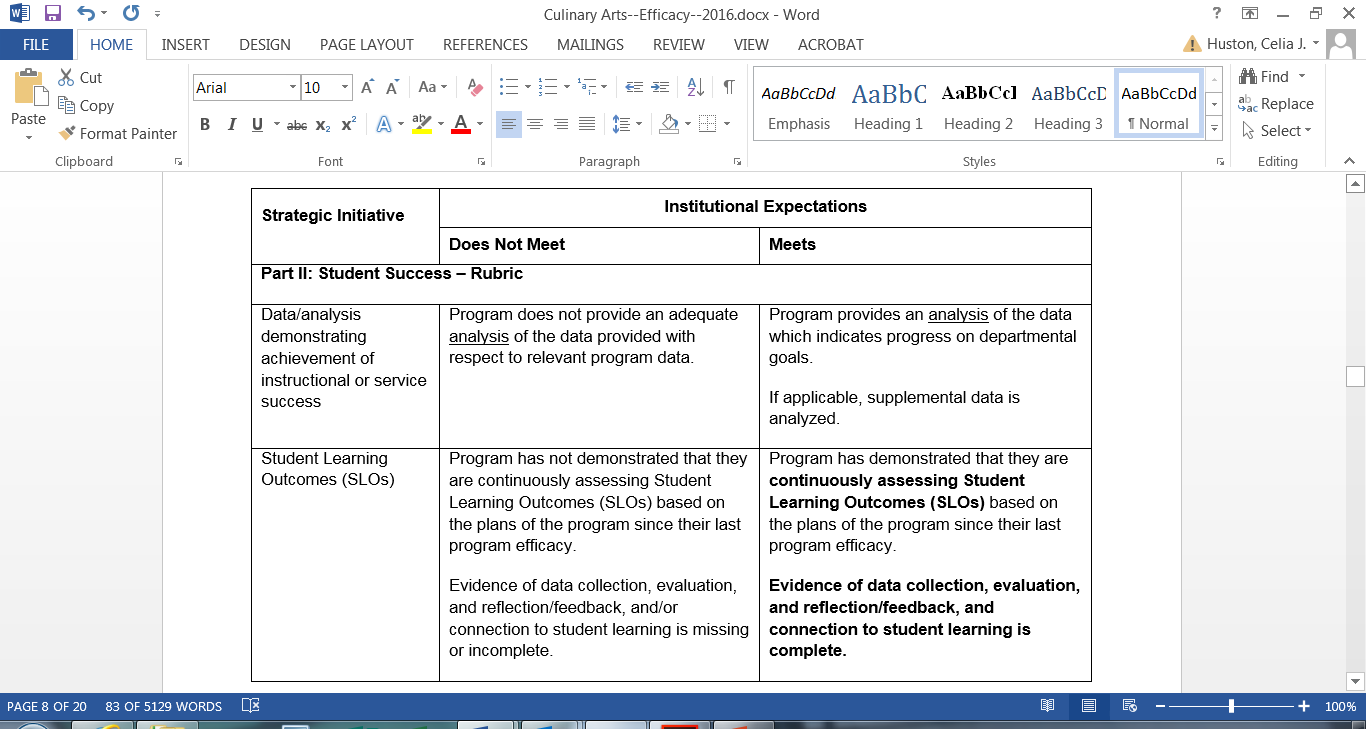 Culinary Arts--Efficacy--2016.docx - Word
?
FILE HOME INSERT DESIGN PAGE LAYOUT REFERENCES MAILINGS REVIEW VIEW ACROBAT
Huston, Celia J.
Paste
Cut
Copy
Format Painter
Clipboard
Arial 10
Aa
B I U abc X₂ X²
A
ab
A
Font
Paragraph
AaBbCcDd AaBbC AaBbCcI AaBbCcD AaBbCcDd
Emphasis Heading 1 Heading 2 Heading 3 ¶ Normal
Styles
Find
Replace
Select
Editing
Strategic Initiative
Institutional Expectations
Does Not Meet
Meets
Part II: Student Success – Rubric
Data/analysis
demonstrating
achievement of
instructional or service
success
Program does not provide an adequate
analysis of the data provided with
respect to relevant program data.
Program provides an analysis of the data
which indicates progress on departmental
goals.
If applicable, supplemental data is
analyzed.
Student Learning
Outcomes (SLOs)
Program has not demonstrated that they
are continuously assessing Student
Learning Outcomes (SLOs) based on
the plans of the program since their last
program efficacy.
Evidence of data collection, evaluation,
and reflection/feedback, and/or
connection to student learning is missing
or incomplete.
Program has demonstrated that they are
continuously assessing Student
Learning Outcomes (SLOs) based on
the plans of the program since their last
program efficacy.
Evidence of data collection, evaluation,
and reflection/feedback, and
connection to student learning is
complete.
PAGE 8 OF 20 83 OF 5129 WORDS
100%